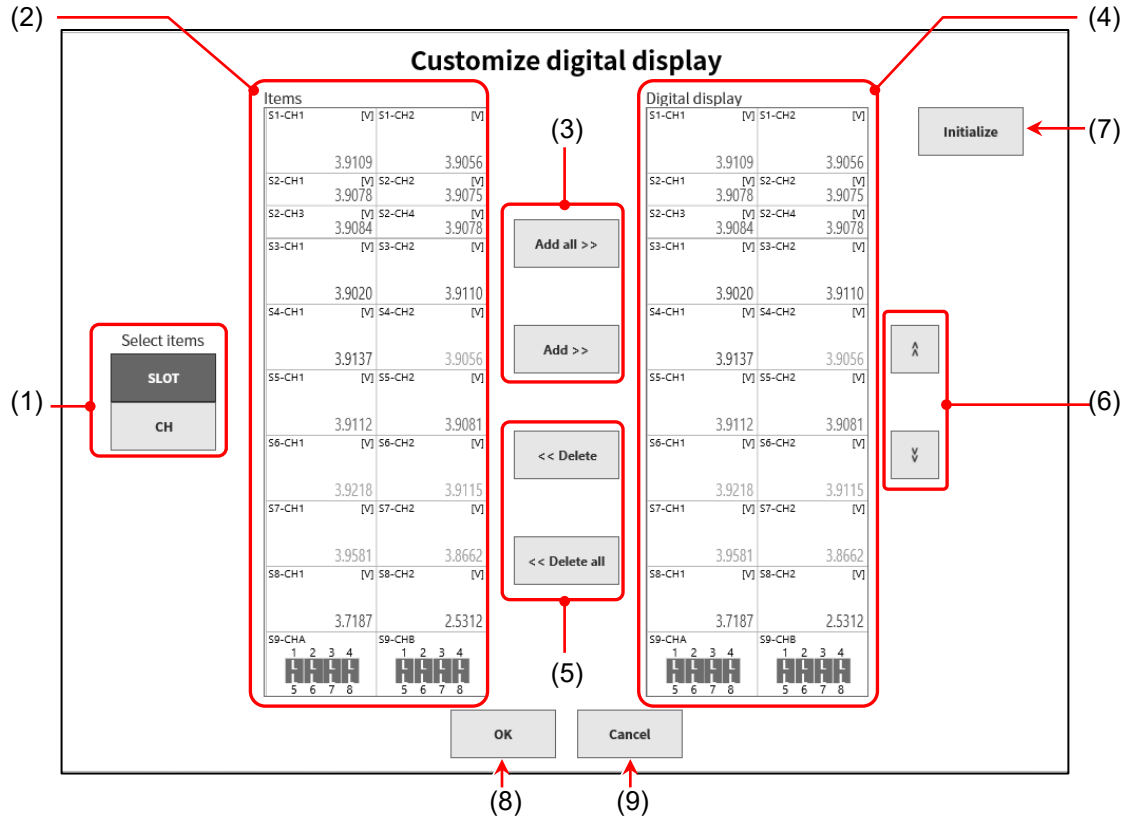 (2)
(4)
Customize digital display
Items
S1-CH1 [V] S1-CH2 [V]
3.9109 3.9056
S2-CH1 [V] S2-CH2 [V]
3.9078 3.9075
S2-CH3 [V] S2-CH4 [V]
3.9084 3.9078
S3-CH1 [V] S3-CH2 [V]
3.9020 3.9110
S4-CH1 [V] S4-CH2 [V]
3.9137 3.9056
S5-CH1 [V] S5-CH2 [V]
3.9112 3.9081
S6-CH1 [V] S6-CH2 [V]
3.9218 3.9115
S7-CH1 [V] S7-CH2 [V]
3.9581 3.8662
S8-CH1 [V] S8-CH2 [V]
3.7187 2.5312
S9-CHA S9-CHB
1 2 3 4 1 2 3 4
L L L L L L L L
H H H H H H H H
5 6 7 8 5 6 7 8
(3)
Add all >>
Add >>
<< Delete
<< Delete all
(5)
Digital display
S1-CH1 [V] S1-CH2 [V]
3.9109 3.9056
S2-CH1 [V] S2-CH2 [V]
3.9078 3.9075
S2-CH3 [V] S2-CH4 [V]
3.9084 3.9078
S3-CH1 [V] S3-CH2 [V]
3.9020 3.9110
S4-CH1 [V] S4-CH2 [V]
3.9137 3.9056
S5-CH1 [V] S5-CH2 [V]
3.9112 3.9081
S6-CH1 [V] S6-CH2 [V]
3.9218 3.9115
S7-CH1 [V] S7-CH2 [V]
3.9581 3.8662
S8-CH1 [V] S8-CH2 [V]
3.7187 2.5312
S9-CHA S9-CHB
1 2 3 4 1 2 3 4
L L L L L L L L
H H H H H H H H
5 6 7 8 5 6 7 8
Initialize
(7)
Select items
SLOT
CH
(1)
(6)
OK
Cancel
(8)
(9)